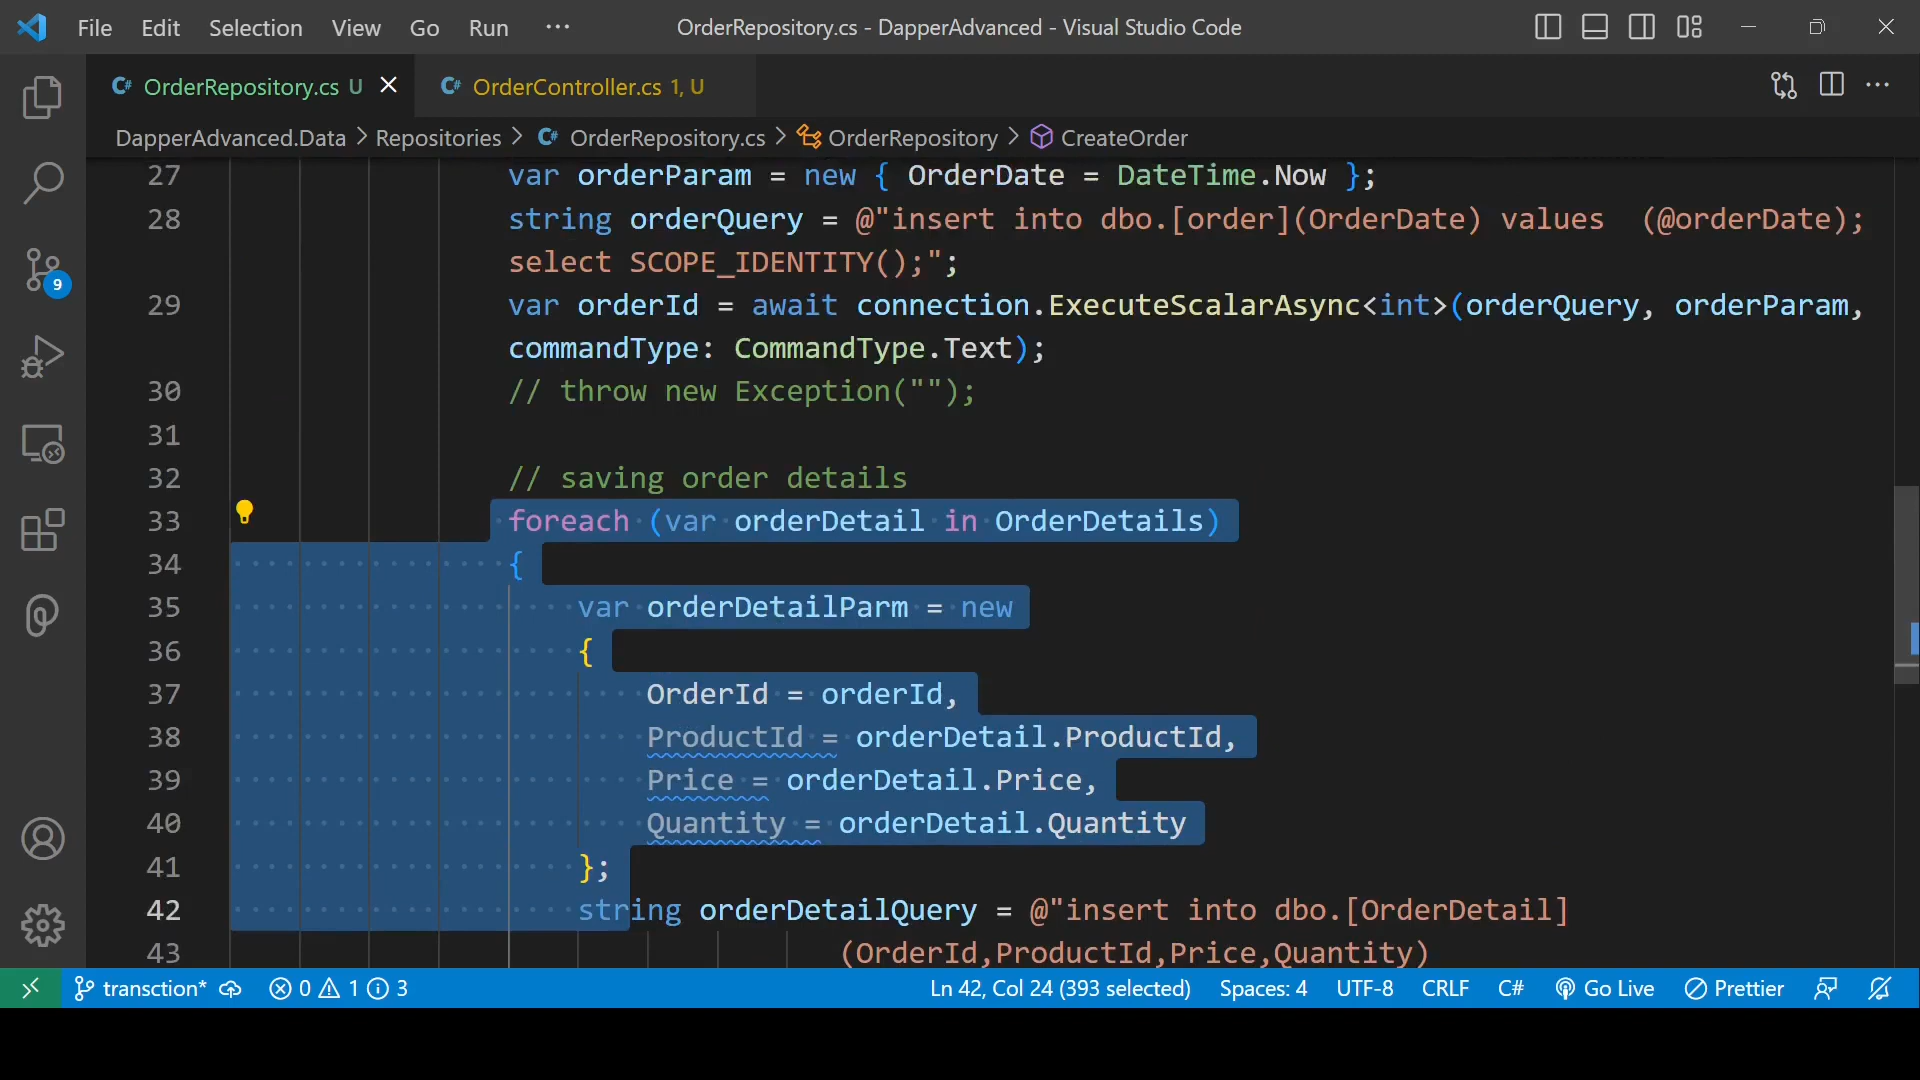 File Edit Selection View Go Run ··· OrderRepository.cs - DapperAdvanced - Visual Studio Code
C# OrderRepository.cs U C# OrderController.cs 1, U
DapperAdvanced.Data > Repositories > C# OrderRepository.cs > OrderRepository > CreateOrder
27 var orderParam = new { OrderDate = DateTime.Now };
28 string orderQuery = @"insert into dbo.[order](OrderDate) values (@orderDate);
select SCOPE_IDENTITY();";
29 var orderId = await connection.ExecuteScalarAsync<int>(orderQuery, orderParam,
commandType: CommandType.Text);
30 // throw new Exception("");
31
32 // saving order details
33 foreach (var orderDetail in OrderDetails)
34 {
35 var orderDetailParm = new
36 {
37 OrderId = orderId,
38 ProductId = orderDetail.ProductId,
39 Price = orderDetail.Price,
40 Quantity = orderDetail.Quantity
41 };
42 string orderDetailQuery = @"insert into dbo.[OrderDetail]
43 (OrderId,ProductId,Price,Quantity)
9
transction* 0 1 3 Ln 42, Col 24 (393 selected) Spaces: 4 UTF-8 CRLF C# Go Live Prettier